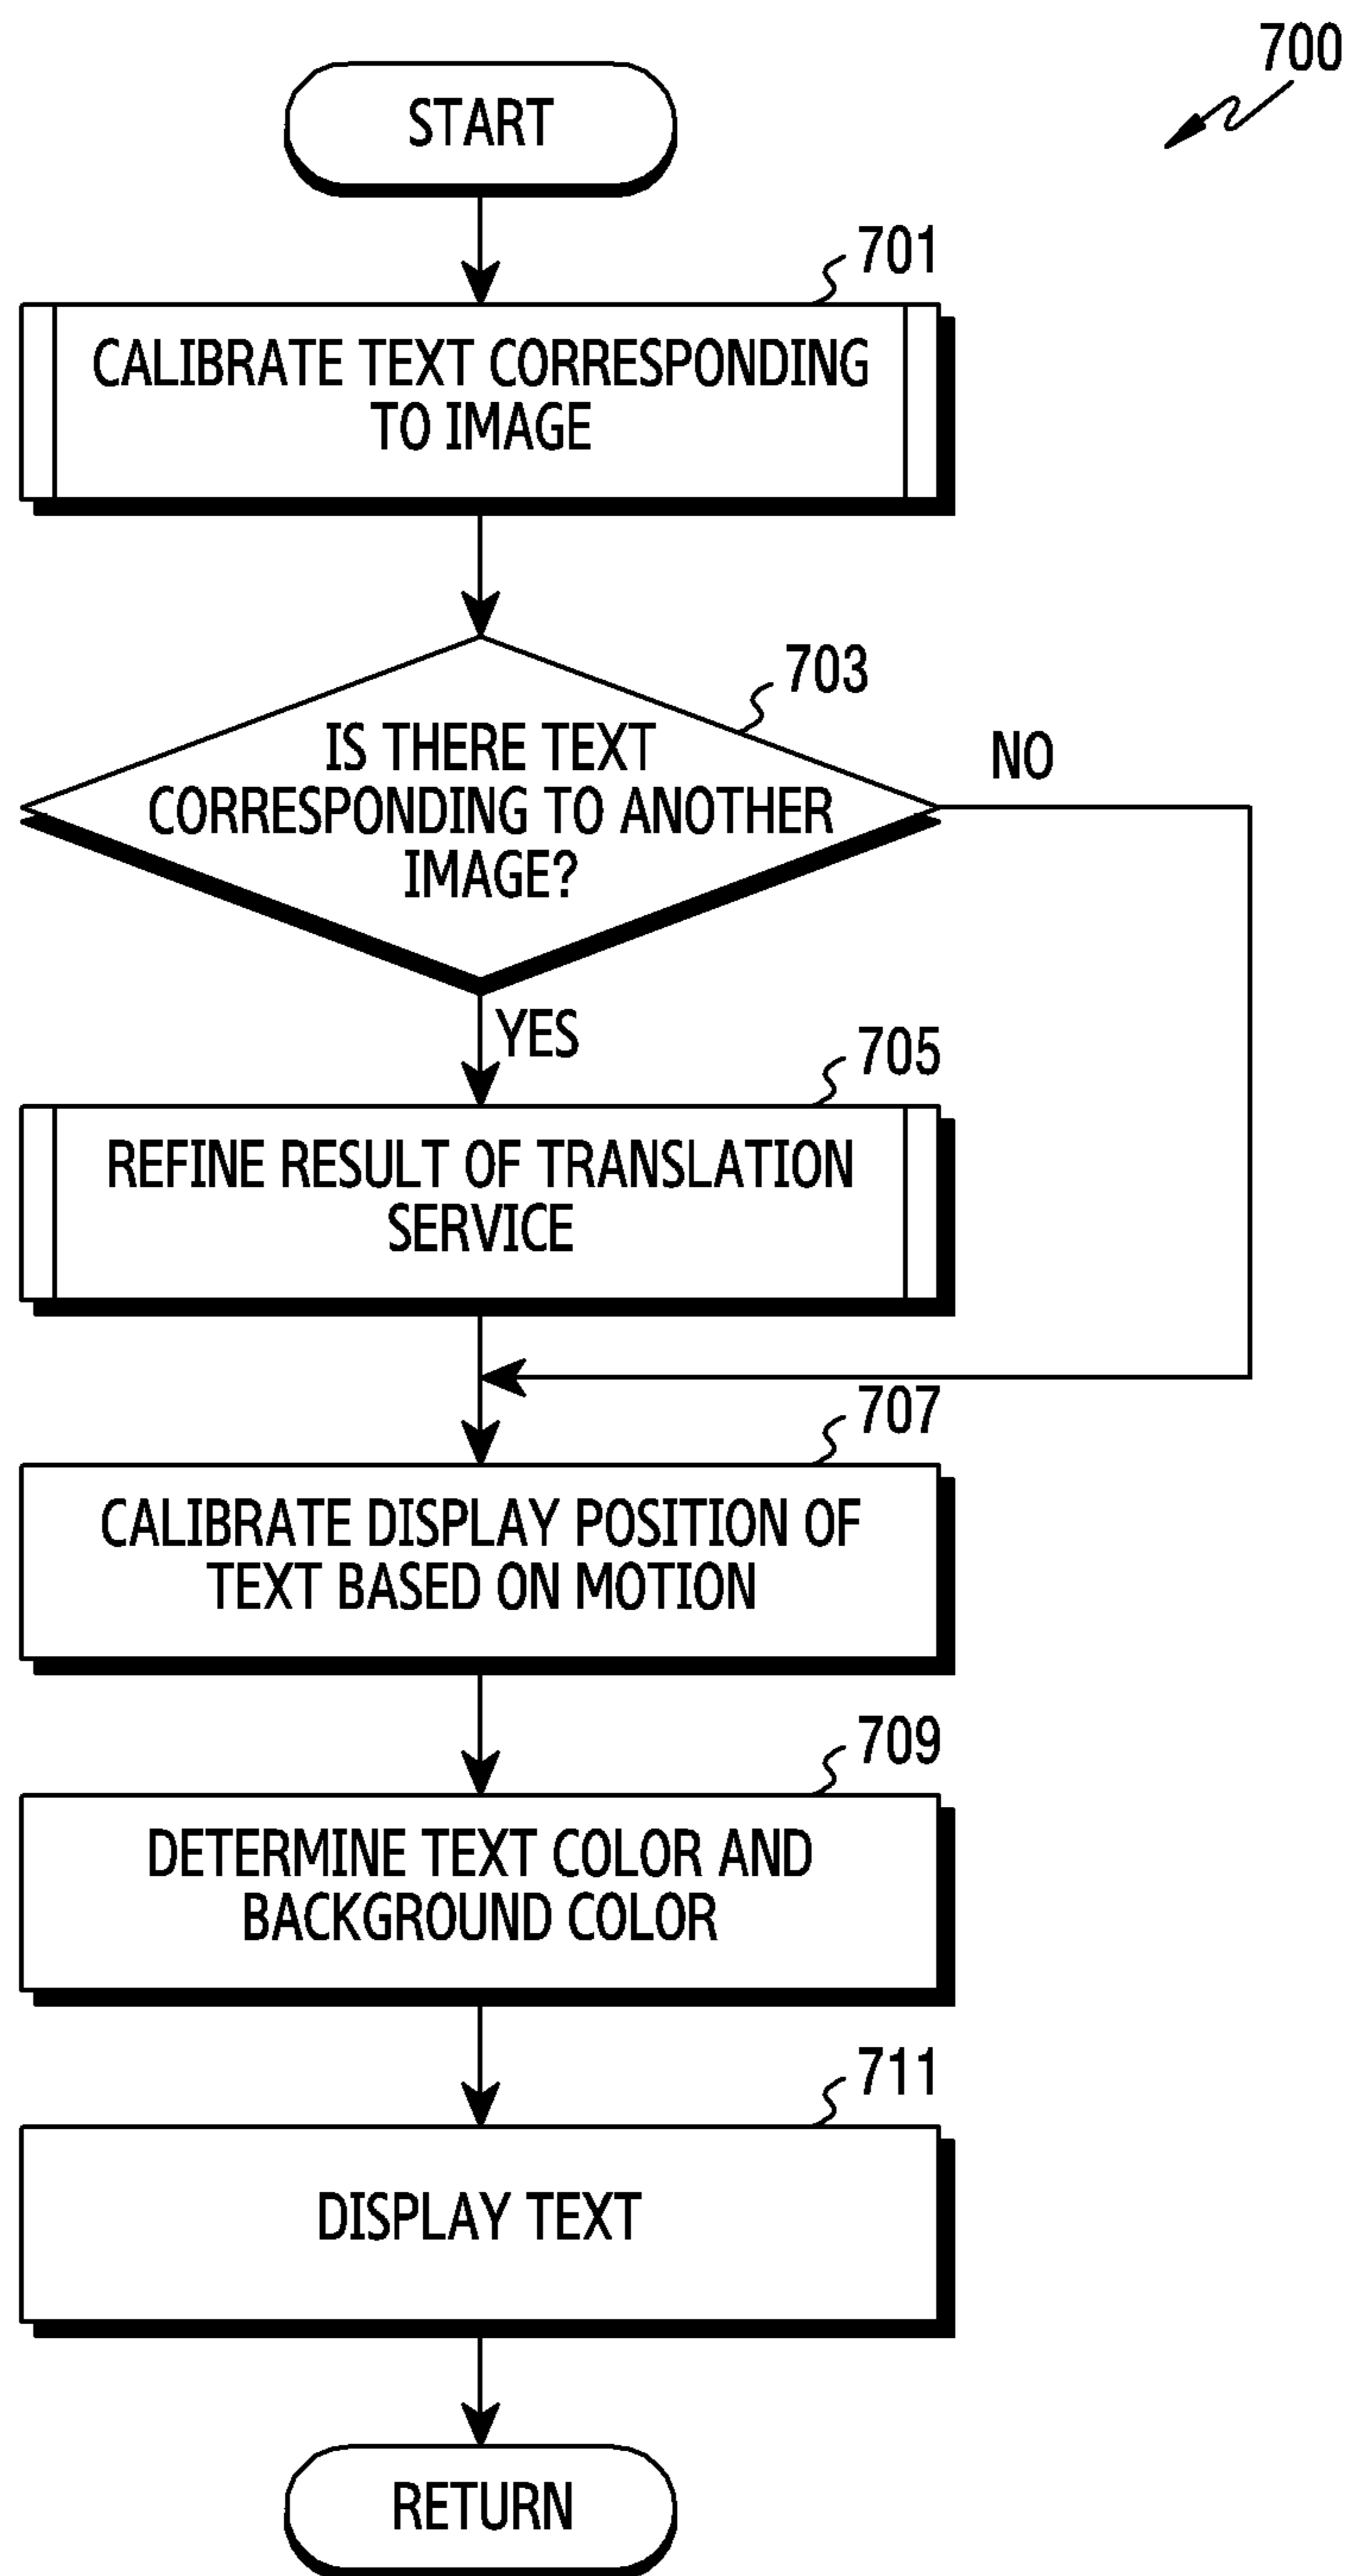 700
START
701
CALIBRATE TEXT CORRESPONDING
TO IMAGE
703
IS THERE TEXT
CORRESPONDING TO ANOTHER
IMAGE?
NO
YES
705
REFINE RESULT OF TRANSLATION
SERVICE
707
CALIBRATE DISPLAY POSITION OF
TEXT BASED ON MOTION
709
DETERMINE TEXT COLOR AND
BACKGROUND COLOR
711
DISPLAY TEXT
RETURN